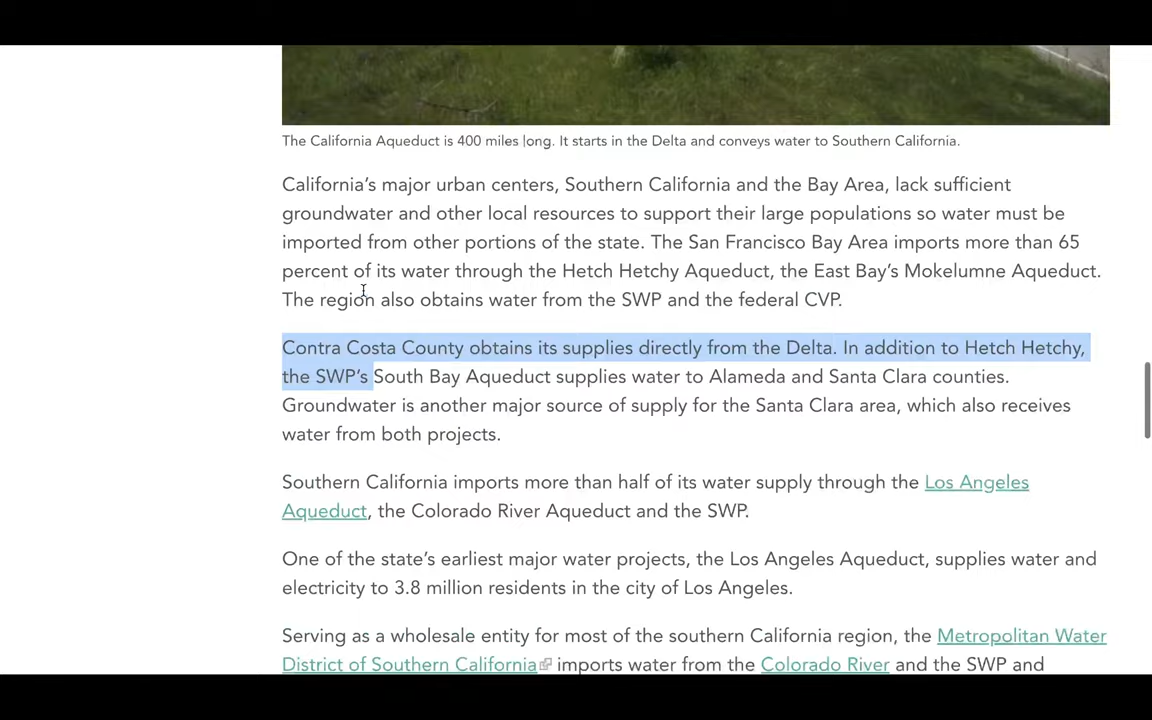 The California Aqueduct is 400 miles long. It starts in the Delta and conveys water to Southern California.
California’s major urban centers, Southern California and the Bay Area, lack sufficient
groundwater and other local resources to support their large populations so water must be
imported from other portions of the state. The San Francisco Bay Area imports more than 65
percent of its water through the Hetch Hetchy Aqueduct, the East Bay’s Mokelumne Aqueduct.
The region also obtains water from the SWP and the federal CVP.
Contra Costa County obtains its supplies directly from the Delta. In addition to Hetch Hetchy,
the SWP’s South Bay Aqueduct supplies water to Alameda and Santa Clara counties.
Groundwater is another major source of supply for the Santa Clara area, which also receives
water from both projects.
Southern California imports more than half of its water supply through the Los Angeles
Aqueduct, the Colorado River Aqueduct and the SWP.
One of the state’s earliest major water projects, the Los Angeles Aqueduct, supplies water and
electricity to 3.8 million residents in the city of Los Angeles.
Serving as a wholesale entity for most of the southern California region, the Metropolitan Water
District of Southern California imports water from the Colorado River and the SWP and